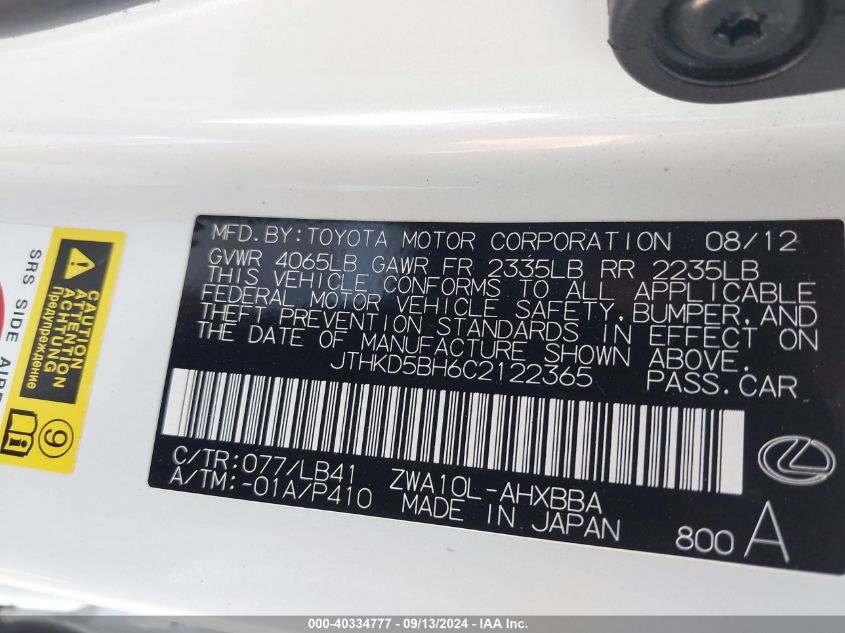 MFD.BY:TOYOTA MOTOR CORPORATION 08/12
GVWR 4065LB GAWR FR 2335LB RR 2235LB
THIS VEHICLE CONFORMS TO ALL APPLICABLE
FEDERAL MOTOR VEHICLE SAFETY,BUMPER,AND
THEFT PREVENTION STANDARDS IN EFFECT ON
THE DATE OF MANUFACTURE SHOWN ABOVE.
JTHKD5BH6C2122365 PASS.CAR
C/TR:077/LB41 ZWA10L-AHXBBA
A/TM:-01A/P410 MADE IN JAPAN
800 A
SRS SIDE AIRB
CAUTION
ATTENTION
ACHTUNG
Предупреждение
9
000-40334777 - 09/13/2024 - IAA Inc.